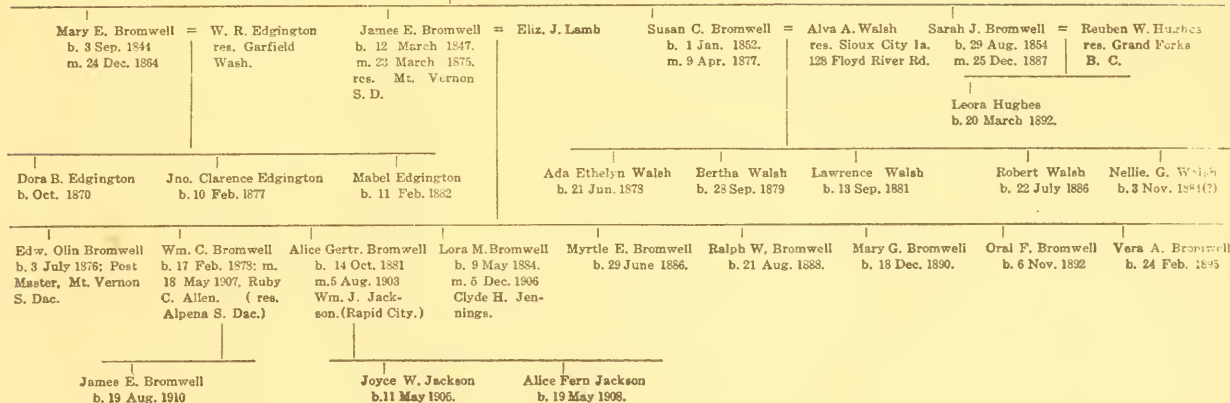 Mary E. Bromwell = W. R. Edgington
b. 3 Sep. 1844 res. Garfield
m. 24 Dec. 1864 Wash.
James E. Bromwell = Eliz. J. Lamb
b. 12 March 1847.
m. 23 March 1875.
res. Mt. Vernon
S. D.
Susan C. Bromwell = Alva A. Walsh
b. 1 Jan. 1852. res. Sioux City Ia.
m. 9 Apr. 1877. 128 Floyd River Rd.
Sarah J. Bromwell = Reuben W. Hughes
b. 29 Aug. 1854 res. Grand Forks
m. 25 Dec. 1887 B. C.
Leora Hughes
b. 20 March 1892.
Dora B. Edgington
b. Oct. 1870
Jno. Clarence Edgington
b. 10 Feb. 1877
Mabel Edgington
b. 11 Feb. 1882
Ada Ethelyn Walsh
b. 21 Jun. 1873
Bertha Walsh
b. 28 Sep. 1879
Lawrence Walsh
b. 13 Sep. 1881
Robert Walsh
b. 22 July 1886
Nellie. G. Walsh
b. 3 Nov. 1884(?)
Edw. Olin Bromwell
b. 3 July 1876; Post
Master, Mt. Vernon
S. Dac.
Wm. C. Bromwell
b. 17 Feb. 1878; m.
18 May 1907, Ruby
C. Allen. ( res.
Alpena S. Dac.)
Alice Gertr. Bromwell
b. 14 Oct. 1881
m. 5 Aug. 1903
Wm. J. Jack-
son. (Rapid City.)
Lora M. Bromwell
b. 9 May 1884.
m. 5 Dec. 1906
Clyde H. Jen-
nings.
Myrtle E. Bromwell
b. 29 June 1886.
Ralph W, Bromwell
b. 21 Aug. 1888.
Mary G. Bromwell
b. 18 Dec. 1890.
Oral F. Bromwell
b. 6 Nov. 1892
Vera A. Bromwell
b. 24 Feb. 1895
James E. Bromwell
b. 19 Aug. 1910
Joyce W. Jackson
b. 11 May 1905.
Alice Fern Jackson
b. 19 May 1908.